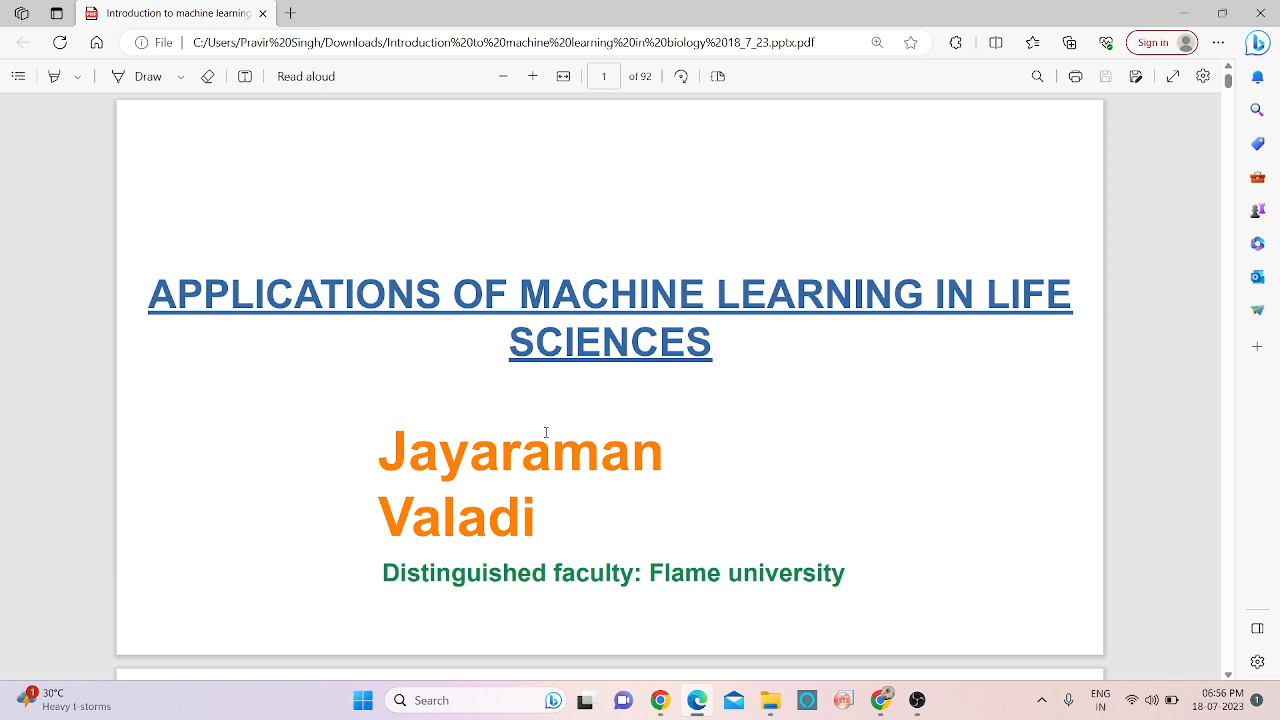 Introduction to machine learning
File
C:/Users/Pravir%20Singh/Downloads/Introduction%20to%20machine%20learning%20in%20biology%2018_7_23.pptx.pdf
Sign in
Draw
Read aloud
1
of 92
APPLICATIONS OF MACHINE LEARNING IN LIFE
SCIENCES
Jayaraman
Valadi
Distinguished faculty: Flame university
1
30°C
Heavy t storms
Search
ENG
IN
06:56 PM
18-07-2023
1